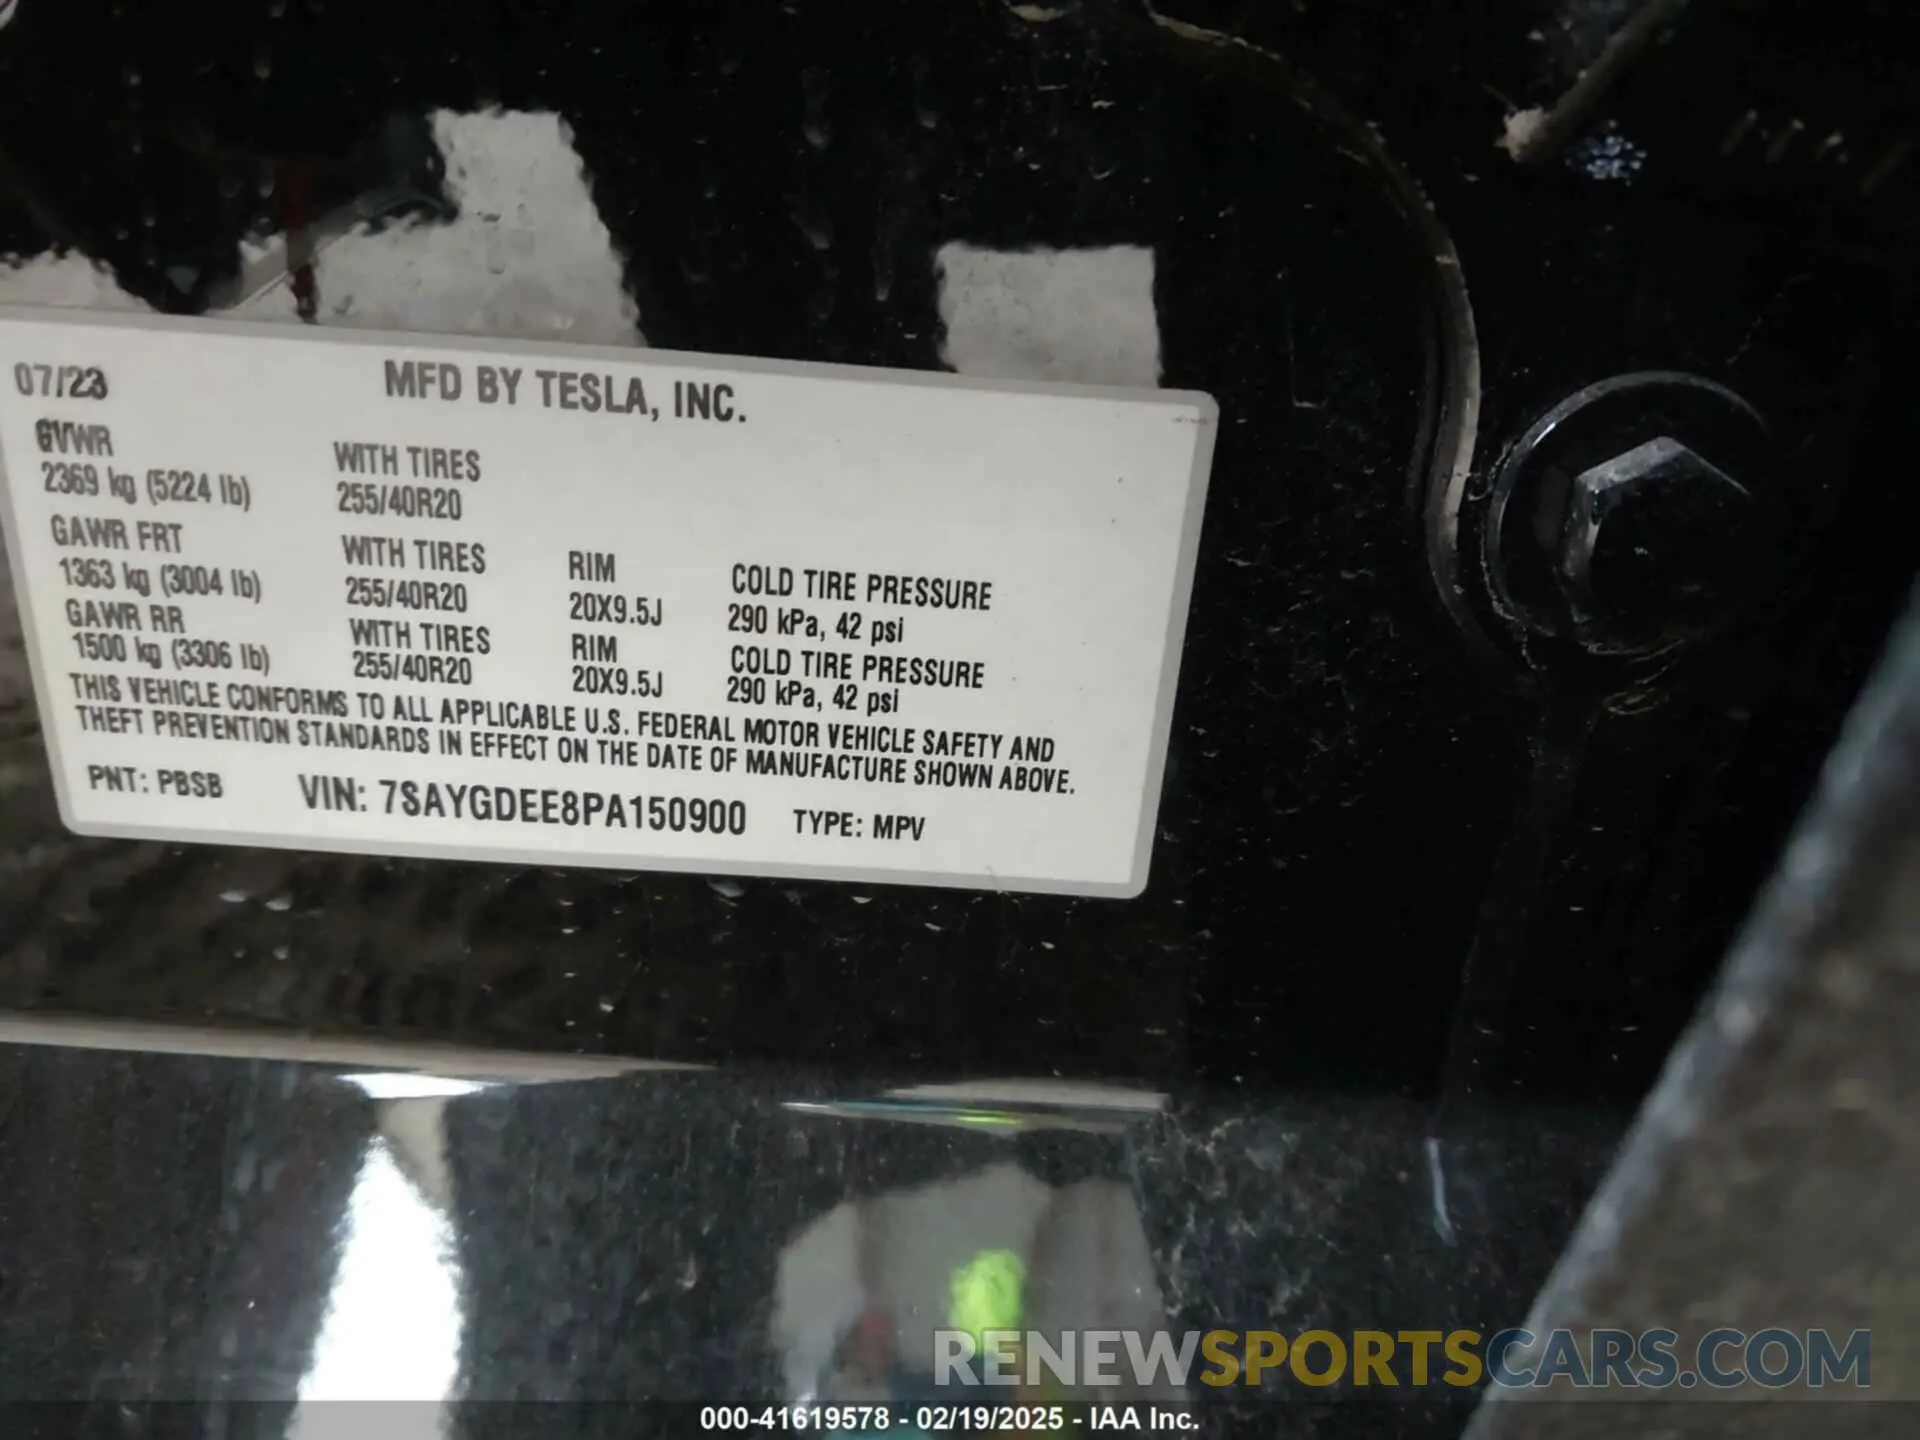 07/23 MFD BY TESLA, INC.
GVWR WITH TIRES
2369 kg (5224 lb) 255/40R20
GAWR FRT WITH TIRES RIM COLD TIRE PRESSURE
1363 kg (3004 lb) 255/40R20 20X9.5J 290 kPa, 42 psi
GAWR RR WITH TIRES RIM COLD TIRE PRESSURE
1500 kg (3306 lb) 255/40R20 20X9.5J 290 kPa, 42 psi
THIS VEHICLE CONFORMS TO ALL APPLICABLE U.S. FEDERAL MOTOR VEHICLE SAFETY AND
THEFT PREVENTION STANDARDS IN EFFECT ON THE DATE OF MANUFACTURE SHOWN ABOVE.
PNT: PBSB VIN: 7SAYGDEE8PA150900 TYPE: MPV
RENEWSPORTSCARS.COM
000-41619578 - 02/19/2025 - IAA Inc.